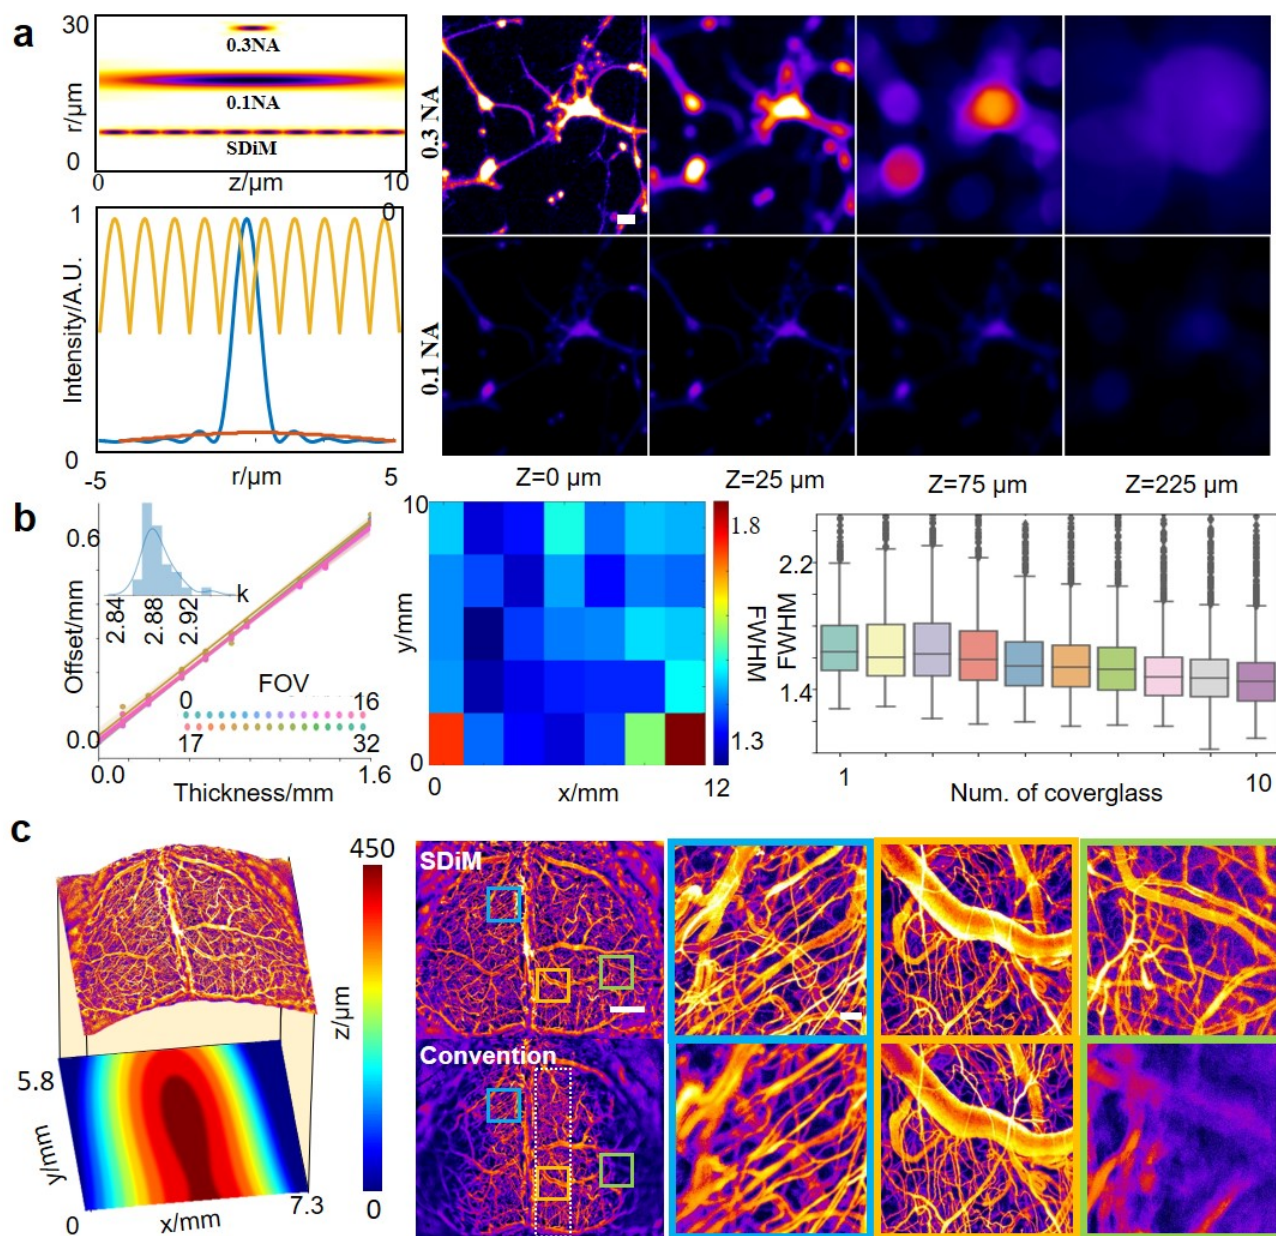 a
30
r/μm
0
0.3NA
0.1NA
SDiM
0
z/μm
10
0
1
Intensity/A.U.
0
-5
r/μm
5
0.3 NA
0.1 NA
Z=0 μm
Z=25 μm
Z=75 μm
Z=225 μm
b
0.6
Offset/mm
0.0
k
2.84
2.88
2.92
FOV
0
16
17
32
0.0
Thickness/mm
1.6
10
y/mm
0
0
x/mm
12
1.8
FWHM
1.3
2.2
FWHM
1.4
1
Num. of coverglass
10
c
450
z/μm
0
5.8
y/mm
0
x/mm
7.3
SDiM
Convention